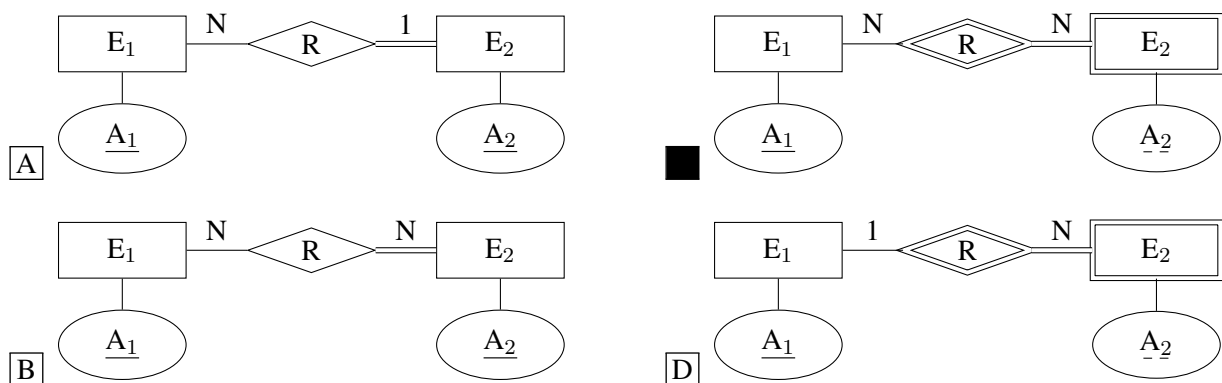 N 1 N N
E₁ R E₂ E₁ R E₂
A₁ A₂ A₁ A₂
A
N N 1 N
E₁ R E₂ E₁ R E₂
A₁ A₂ A₁ A₂
B D